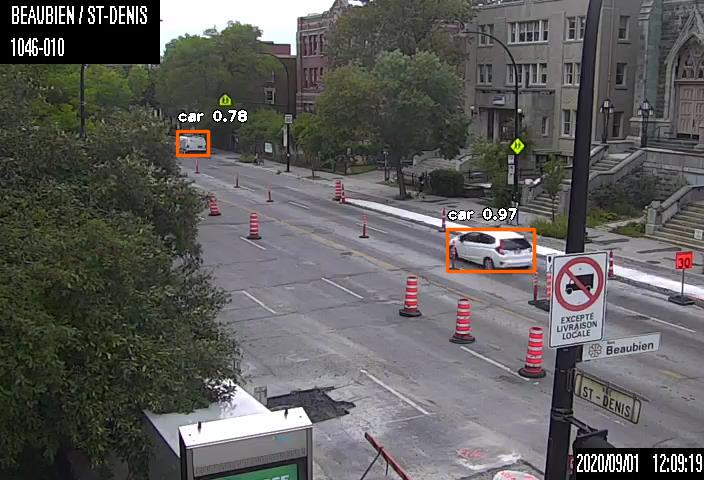 BEAUBIEN / ST-DENIS
1046-010
car 0.78
car 0.97
30
EXCEPTÉ
LIVRAISON
LOCALE
Beaubien
ST-DENIS
2020/09/01 12:09:19